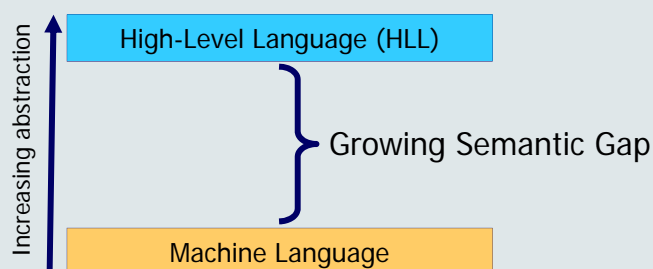 Increasing abstraction
High-Level Language (HLL)
Growing Semantic Gap
Machine Language